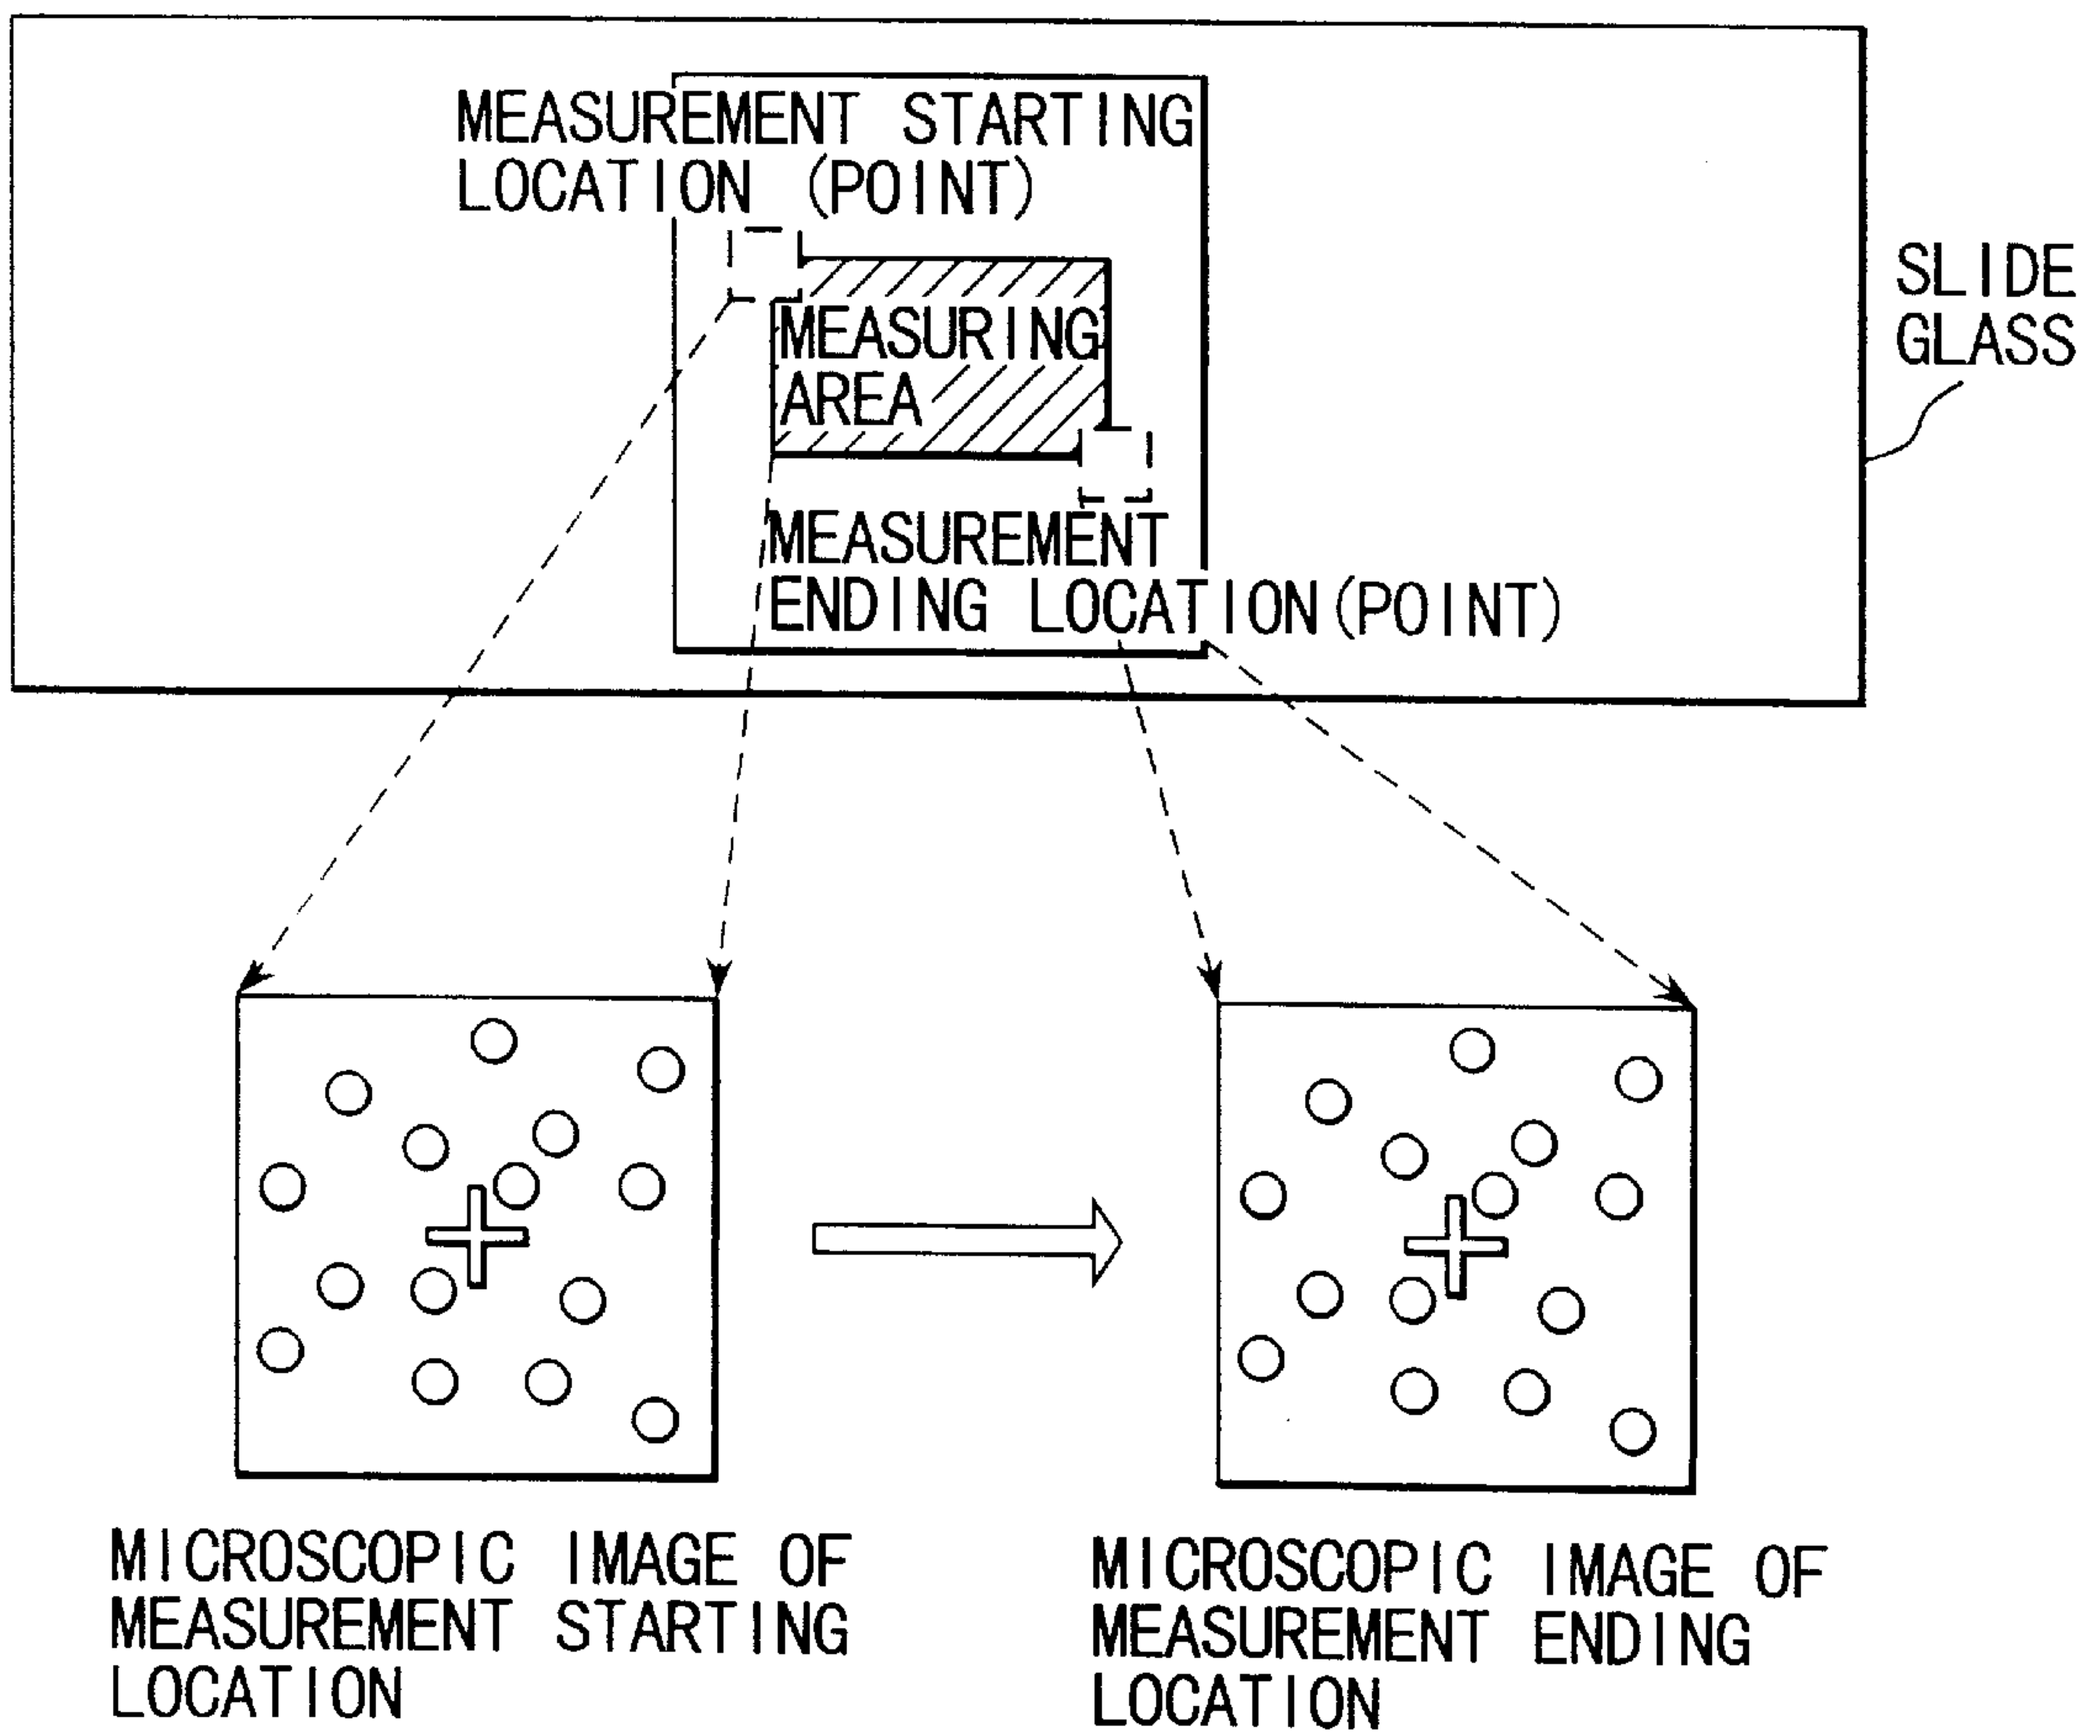 MEASUREMENT STARTING
LOCATION (POINT)
SLIDE
GLASS
MEASURING
AREA
MEASUREMENT
ENDING LOCATION(POINT)
MICROSCOPIC IMAGE OF
MEASUREMENT STARTING
LOCATION
MICROSCOPIC IMAGE OF
MEASUREMENT ENDING
LOCATION